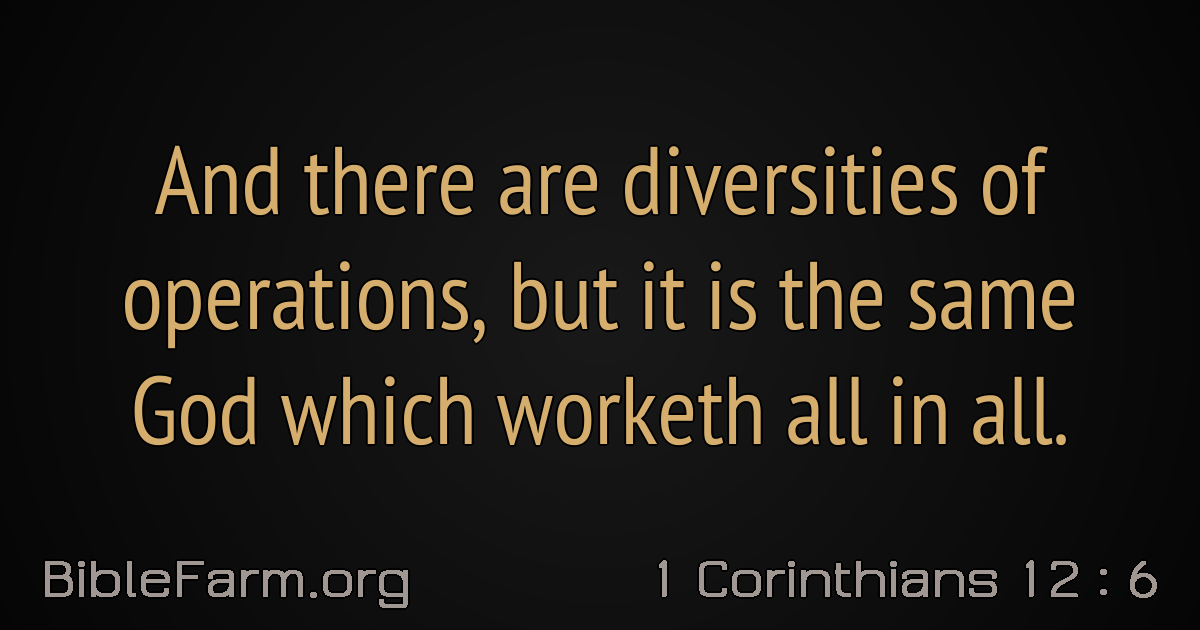 And there are diversities of
operations, but it is the same
God which worketh all in all.
BibleFarm.org
1 Corinthians 12 : 6